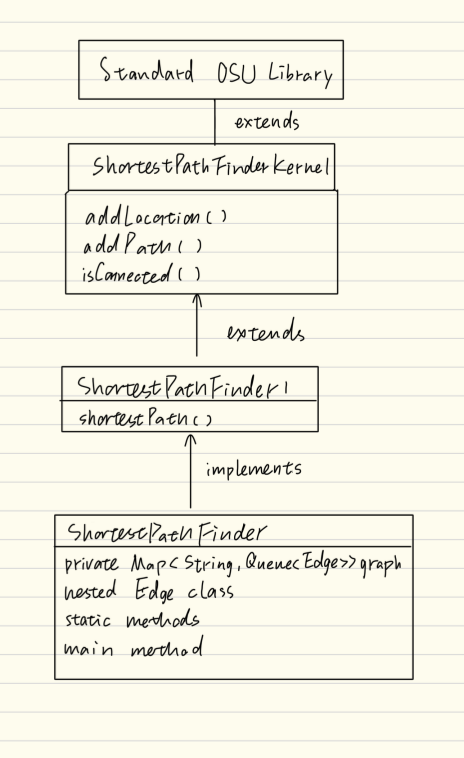 Standard OSU Library
extends
ShortestPathFinderKernel
addLocation()
addPath()
isConnected()
extends
ShortestPathFinder1
shortestPath()
implements
ShortestPathFinder
private Map<String, Queue<Edge>> graph
nested Edge class
static methods
main method